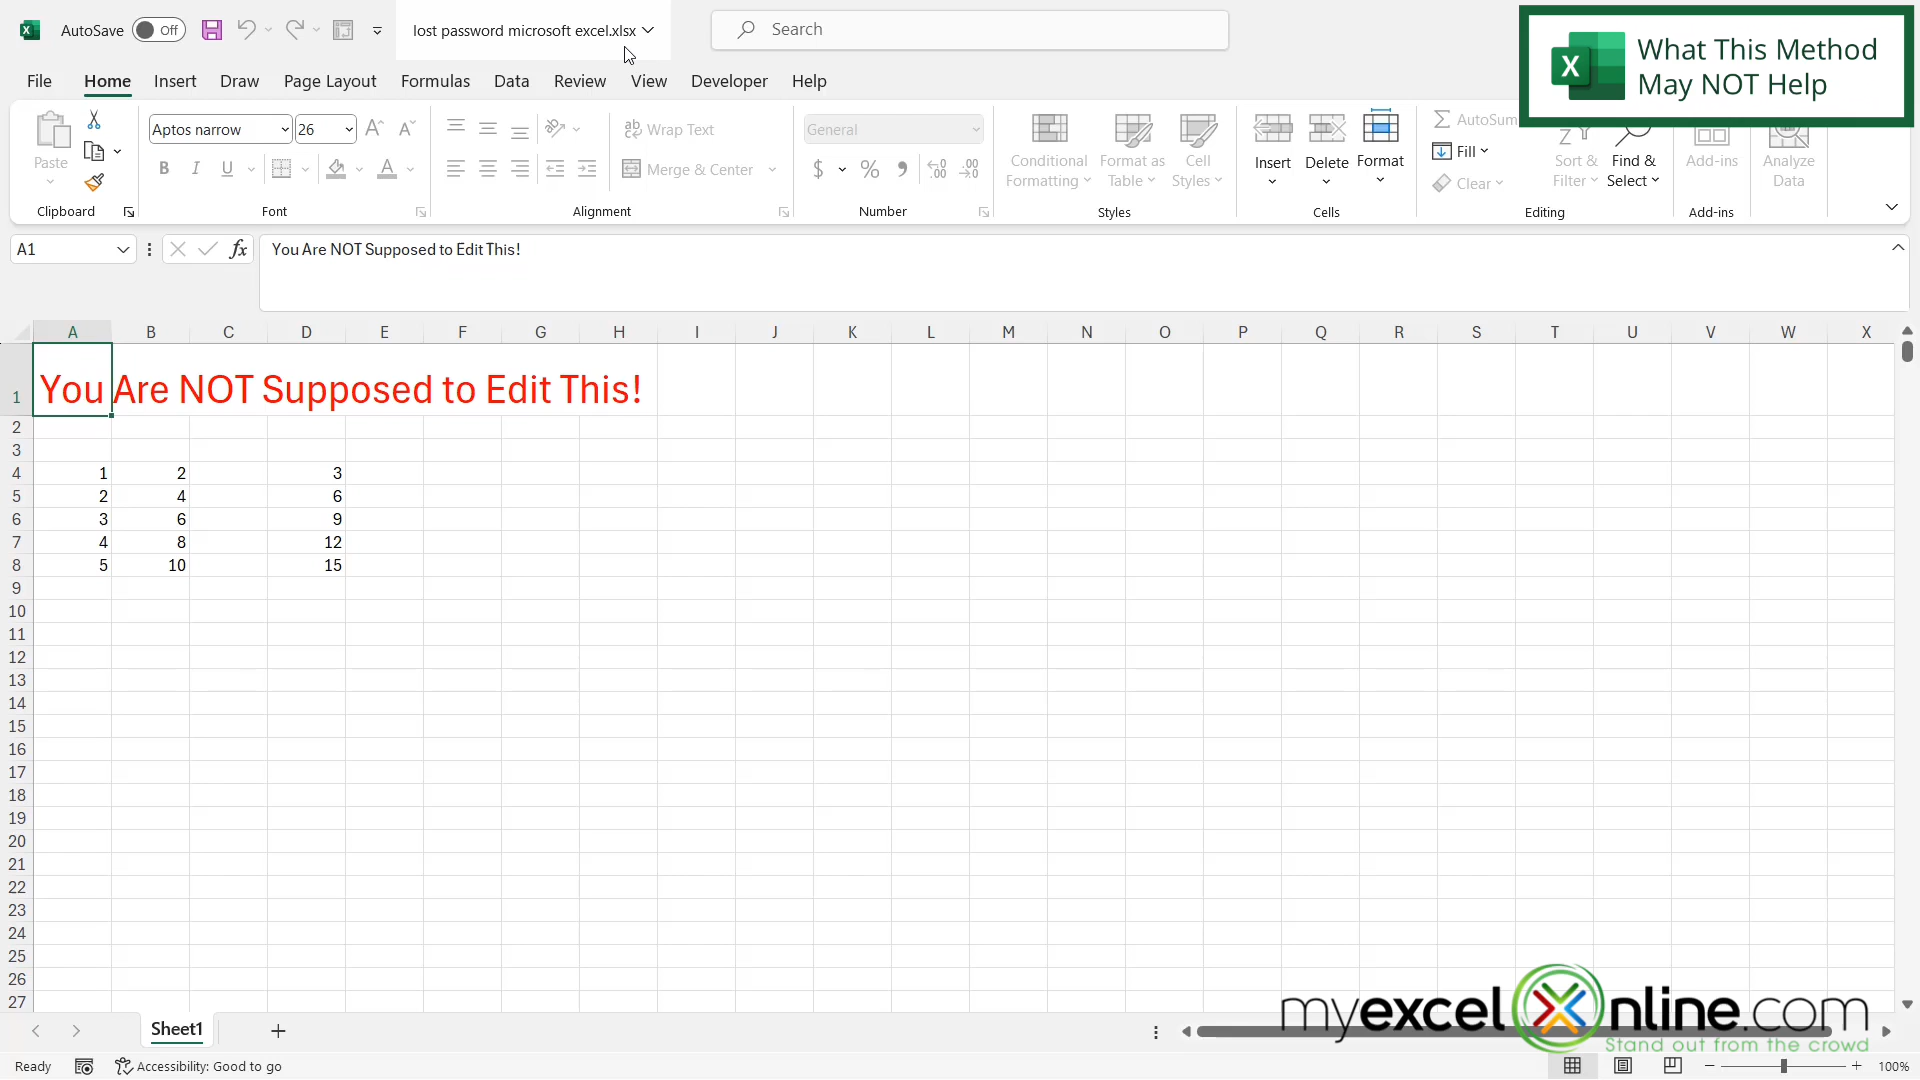 AutoSave Off lost password microsoft excel.xlsx Search
What This Method
May NOT Help
File Home Insert Draw Page Layout Formulas Data Review View Developer Help
Paste
Clipboard
Aptos narrow 26
B I U A
Font
Wrap Text
Merge & Center
Alignment
General
$ %
Number
Conditional
Formatting
Format as
Table
Cell
Styles
Styles
Insert Delete Format
Cells
AutoSum
Fill
Clear
Sort &
Filter
Find &
Select
Editing
Add-ins
Add-ins
Analyze
Data
A1 fx You Are NOT Supposed to Edit This!
A B C D E F G H I J K L M N O P Q R S T U V W X
1 You Are NOT Supposed to Edit This!
2
3
4 1 2 3
5 2 4 6
6 3 6 9
7 4 8 12
8 5 10 15
9
10
11
12
13
14
15
16
17
18
19
20
21
22
23
24
25
26
27
myexcelonline.com
Stand out from the crowd
Sheet1
Ready Accessibility: Good to go 100%